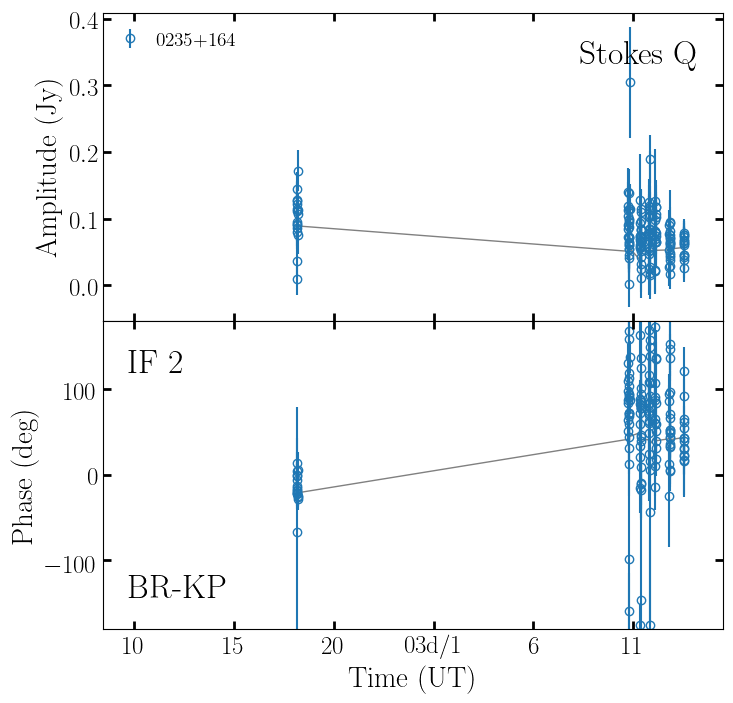 0.4
0235+164
Stokes Q
0.3
0.2
0.1
0.0
Amplitude (Jy)
IF 2
100
0
−100
Phase (deg)
BR-KP
10 15 20 03d/1 6 11
Time (UT)